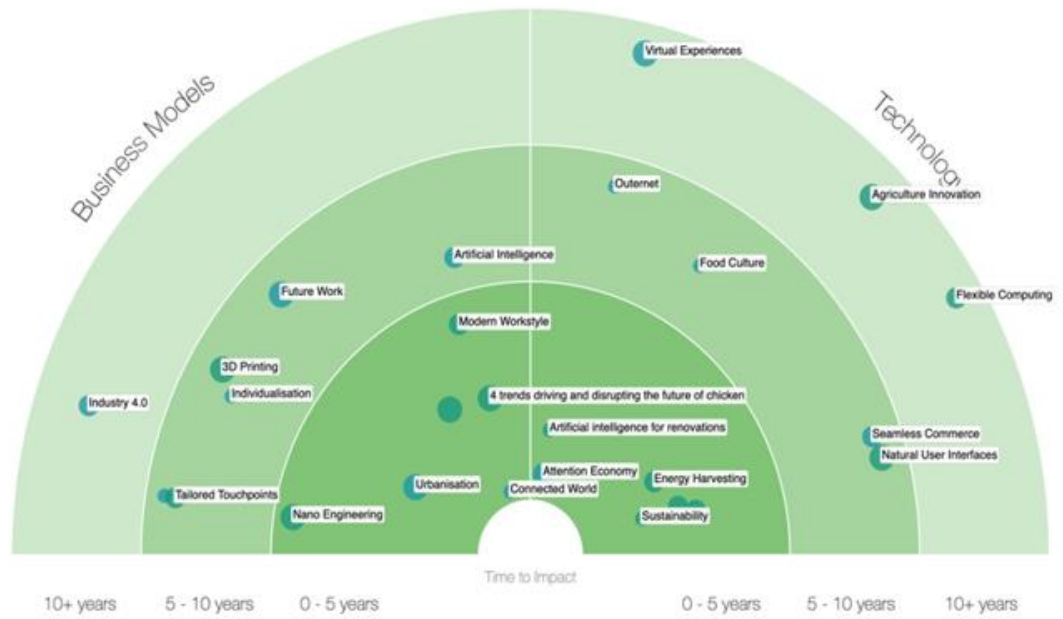 Business Models
Technology
Virtual Experiences
Outernet
Agriculture Innovation
Artificial Intelligence
Food Culture
Future Work
Flexible Computing
Modern Workstyle
3D Printing
Individualisation
4 trends driving and disrupting the future of chicken
Industry 4.0
Artificial intelligence for renovations
Seamless Commerce
Natural User Interfaces
Attention Economy
Energy Harvesting
Urbanisation
Connected World
Tailored Touchpoints
Nano Engineering
Sustainability
Time to Impact
10+ years 5 - 10 years 0 - 5 years 0 - 5 years 5 - 10 years 10+ years